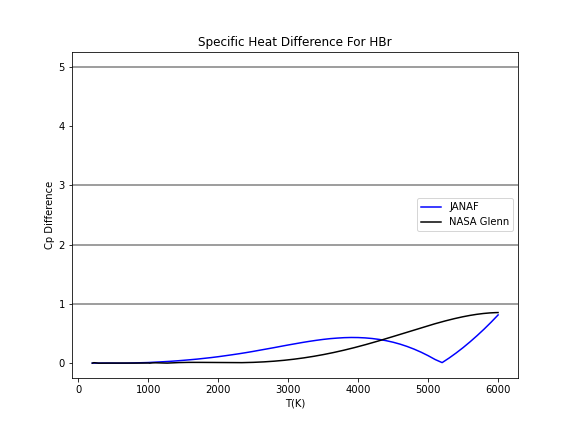 Specific Heat Difference For HBr
5
4
3
2
1
0
Cp Difference
JANAF
NASA Glenn
0 1000 2000 3000 4000 5000 6000
T(K)